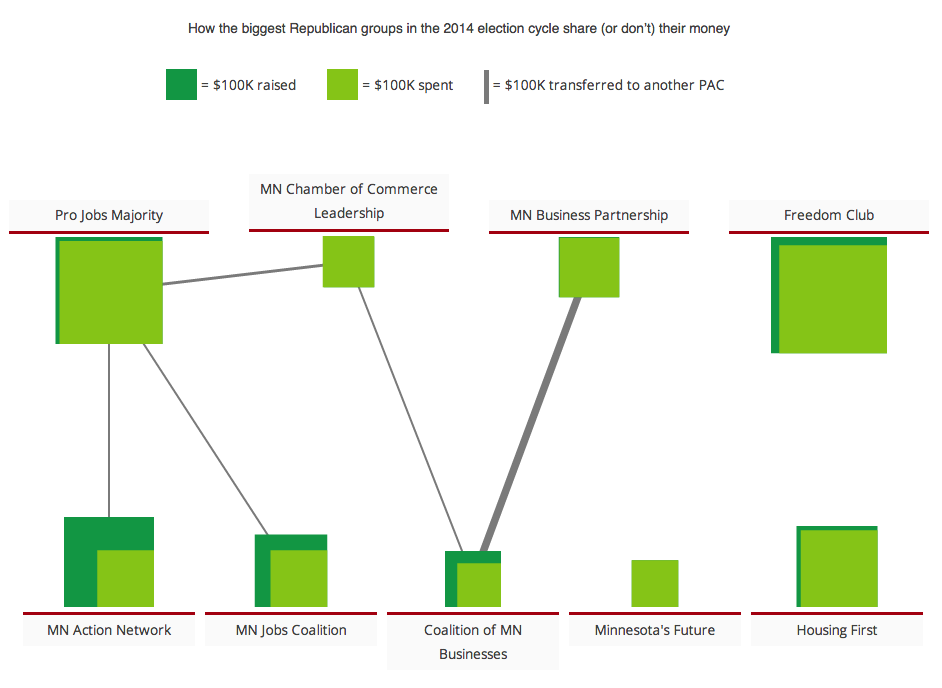 How the biggest Republican groups in the 2014 election cycle share (or don't) their money
= $100K raised
= $100K spent
= $100K transferred to another PAC
MN Chamber of Commerce
Leadership
Pro Jobs Majority
MN Business Partnership
Freedom Club
MN Action Network
MN Jobs Coalition
Coalition of MN
Businesses
Minnesota's Future
Housing First